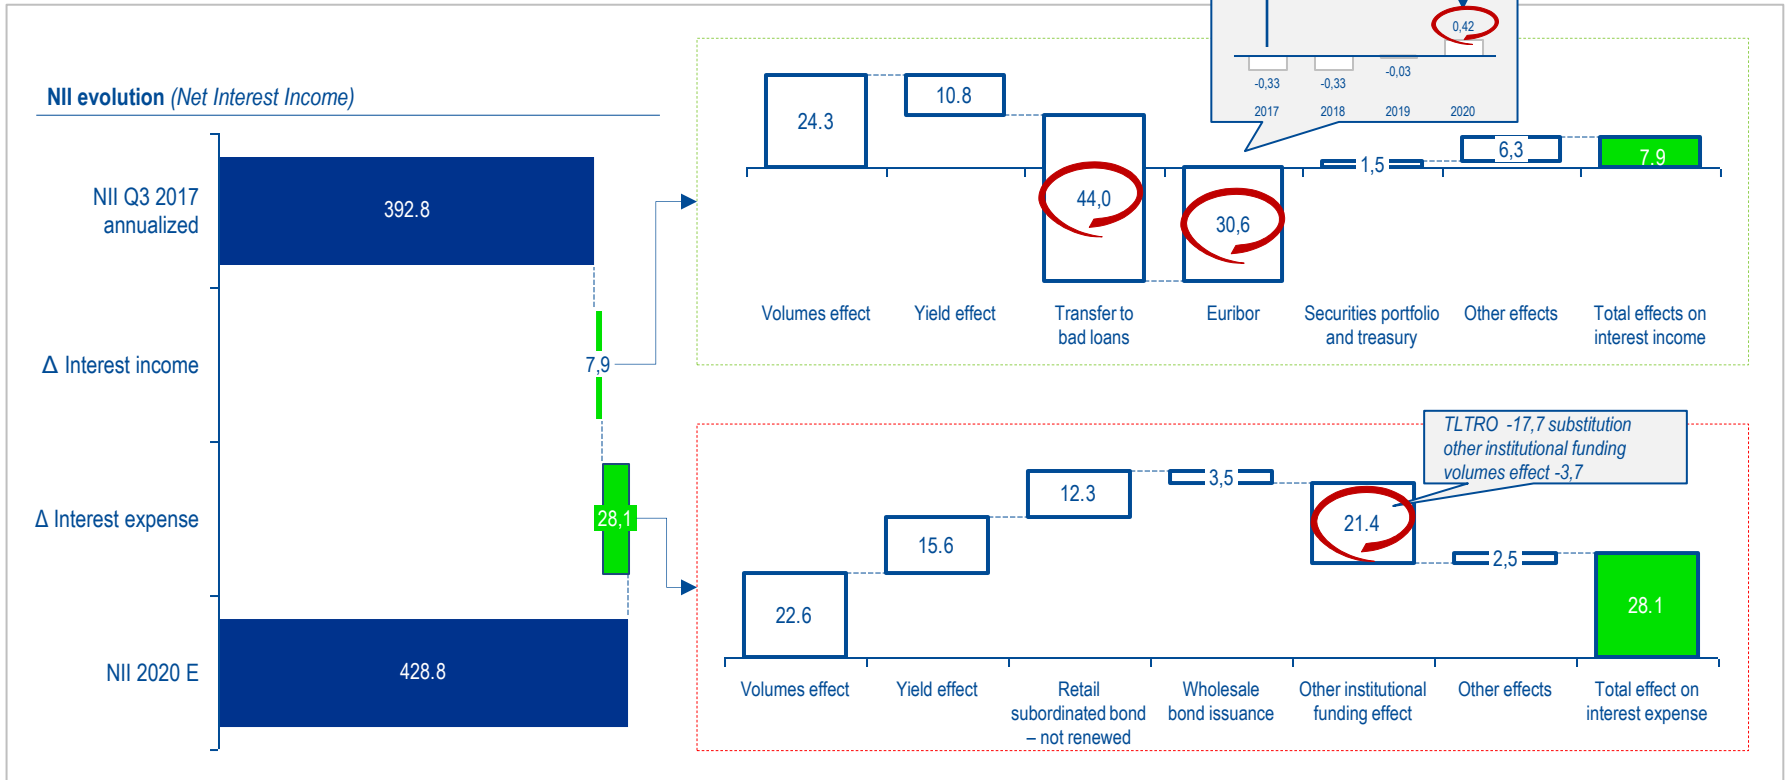 NII evolution (Net Interest Income)
NII Q3 2017
annualized
392.8
Δ Interest income
7,9
Δ Interest expense
28,1
NII 2020 E
428.8
0,42
-0,33
-0,33
-0,03
2017
2018
2019
2020
24.3
10.8
44,0
30,6
1,5
6,3
7.9
Volumes effect
Yield effect
Transfer to
bad loans
Euribor
Securities portfolio
and treasury
Other effects
Total effects on
interest income
TLTRO -17,7 substitution
other institutional funding
volumes effect -3,7
22.6
15.6
12.3
3,5
21.4
2,5
28.1
Volumes effect
Yield effect
Retail
subordinated bond
– not renewed
Wholesale
bond issuance
Other institutional
funding effect
Other effects
Total effect on
interest expense